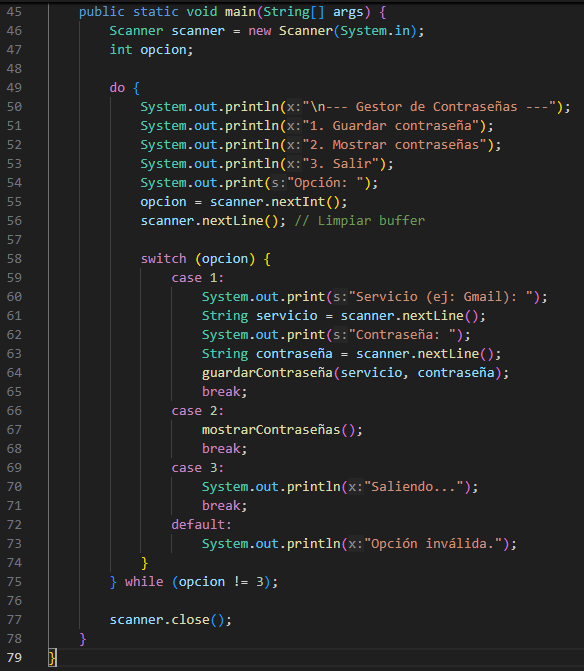 45 public static void main(String[] args) {
46 Scanner scanner = new Scanner(System.in);
47 int opcion;
48
49 do {
50 System.out.println(x:"\n--- Gestor de Contraseñas ---");
51 System.out.println(x:"1. Guardar contraseña");
52 System.out.println(x:"2. Mostrar contraseñas");
53 System.out.println(x:"3. Salir");
54 System.out.print(s:"Opción: ");
55 opcion = scanner.nextInt();
56 scanner.nextLine(); // Limpiar buffer
57
58 switch (opcion) {
59 case 1:
60 System.out.print(s:"Servicio (ej: Gmail): ");
61 String servicio = scanner.nextLine();
62 System.out.print(s:"Contraseña: ");
63 String contraseña = scanner.nextLine();
64 guardarContraseña(servicio, contraseña);
65 break;
66 case 2:
67 mostrarContraseñas();
68 break;
69 case 3:
70 System.out.println(x:"Saliendo...");
71 break;
72 default:
73 System.out.println(x:"Opción inválida.");
74 }
75 } while (opcion != 3);
76
77 scanner.close();
78 }
79 }